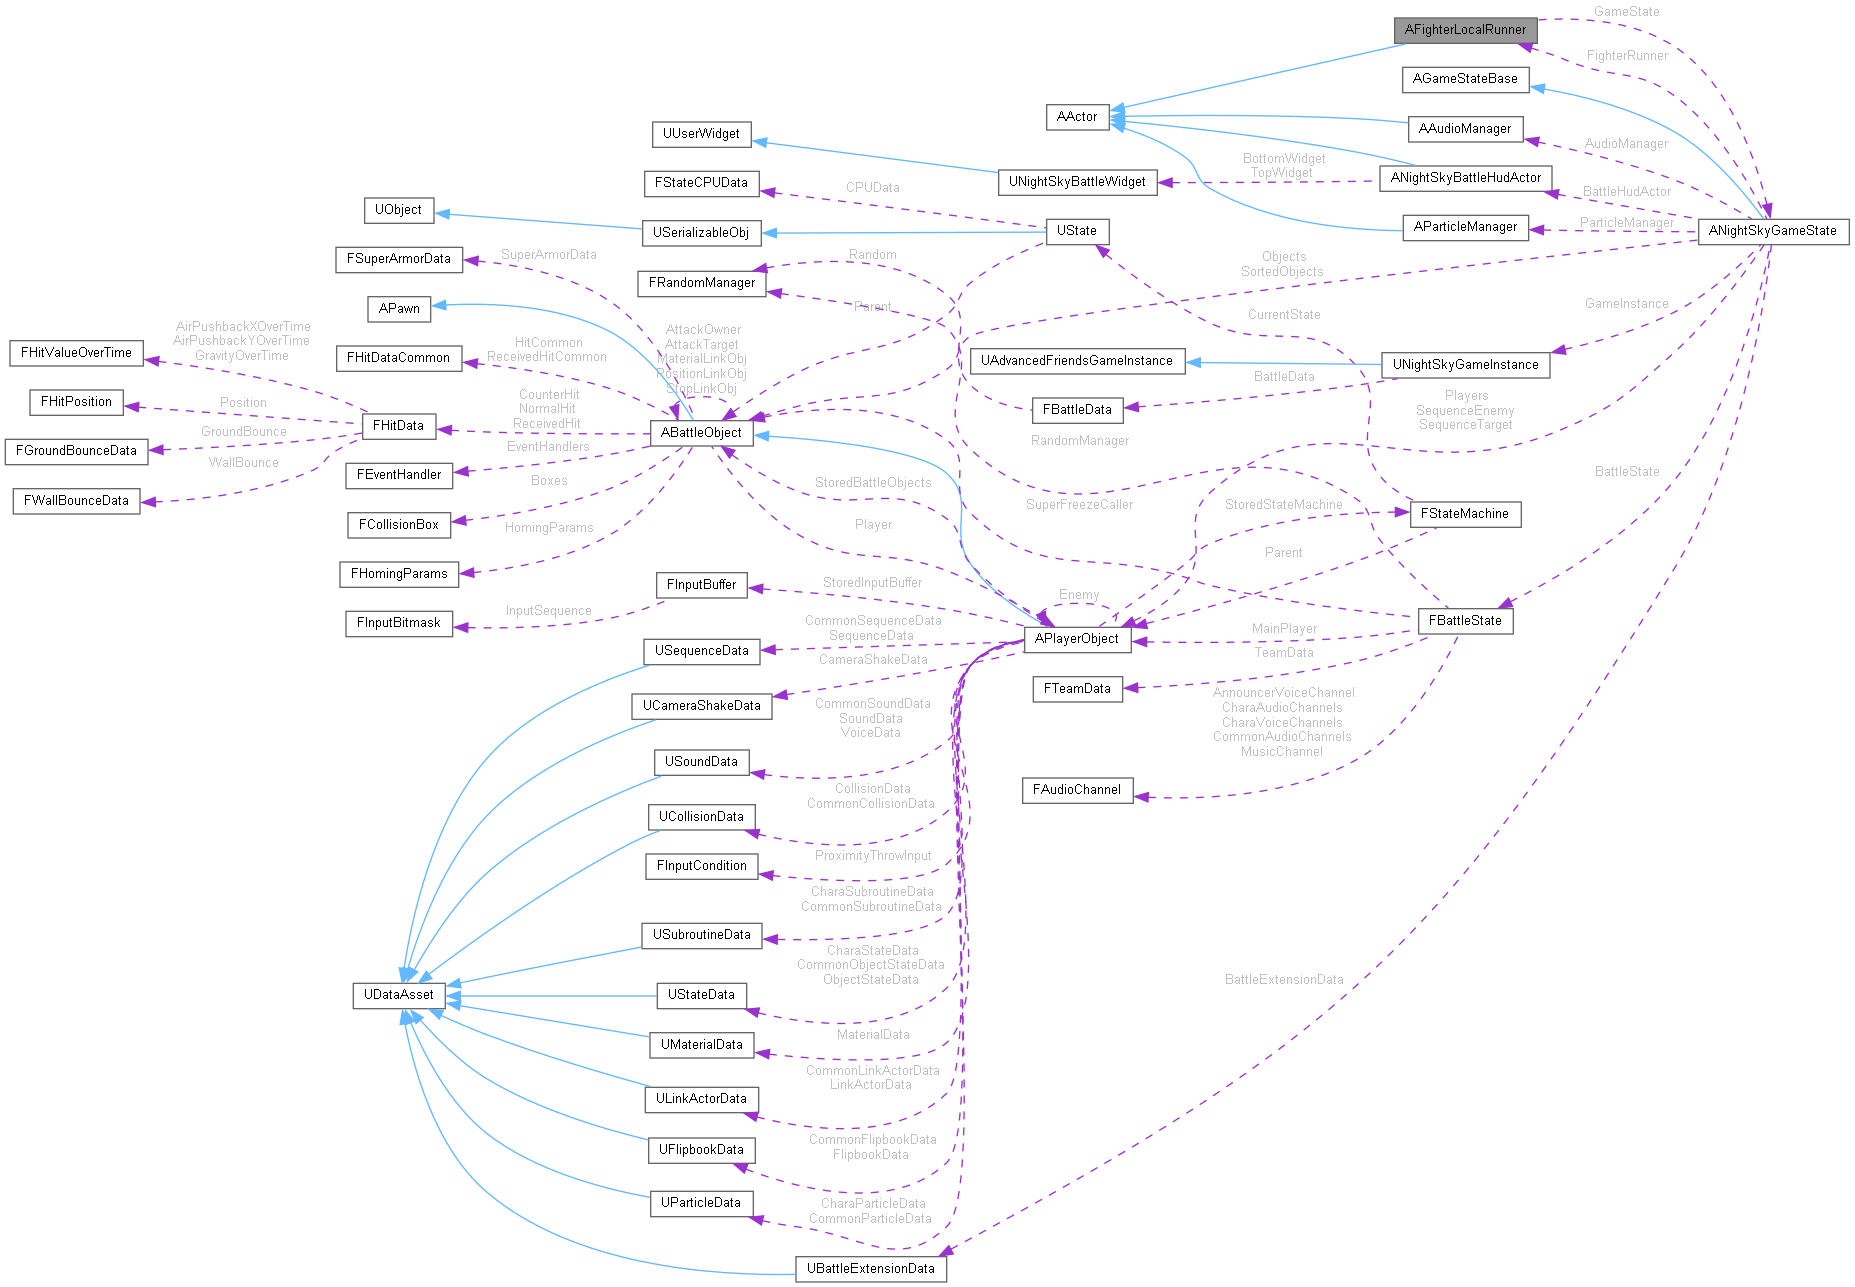 GameState
AFighterLocalRunner
FighterRunner
AGameStateBase
AActor
AAudioManager
UUserWidget
AudioManager
BottomWidget
TopWidget
UNightSkyBattleWidget
ANightSkyBattleHudActor
FStateCPUData
CPUData
BattleHudActor
UObject
USerializableObj
UState
AParticleManager
ParticleManager
ANightSkyGameState
FSuperArmorData
SuperArmorData
Random
Objects
SortedObjects
FRandomManager
APawn
Parent
GameInstance
CurrentState
AirPushbackXOverTime
AirPushbackYOverTime
GravityOverTime
FHitValueOverTime
FHitDataCommon
HitCommon
ReceivedHitCommon
AttackOwner
AttackTarget
MaterialLinkObj
PositionLinkObj
StopLinkObj
UAdvancedFriendsGameInstance
UNightSkyGameInstance
BattleData
FHitPosition
Position
CounterHit
NormalHit
ReceivedHit
FBattleData
Players
SequenceEnemy
SequenceTarget
FHitData
GroundBounce
ABattleObject
RandomManager
FGroundBounceData
WallBounce
EventHandlers
FEventHandler
BattleState
FWallBounceData
Boxes
StoredBattleObjects
SuperFreezeCaller
StoredStateMachine
FStateMachine
FCollisionBox
HomingParams
Player
Parent
FHomingParams
FInputBuffer
StoredInputBuffer
Enemy
FInputBitmask
InputSequence
CommonSequenceData
SequenceData
APlayerObject
MainPlayer
FBattleState
USequenceData
CameraShakeData
TeamData
FTeamData
UCameraShakeData
CommonSoundData
SoundData
VoiceData
AnnouncerVoiceChannel
CharaAudioChannels
CharaVoiceChannels
CommonAudioChannels
MusicChannel
USoundData
CollisionData
CommonCollisionData
FAudioChannel
UCollisionData
FInputCondition
ProximityThrowInput
CharaSubroutineData
CommonSubroutineData
USubroutineData
CharaStateData
CommonObjectStateData
ObjectStateData
BattleExtensionData
UDataAsset
UStateData
UMaterialData
MaterialData
CommonLinkActorData
LinkActorData
ULinkActorData
CommonFlipbookData
FlipbookData
UFlipbookData
UParticleData
CharaParticleData
CommonParticleData
UBattleExtensionData